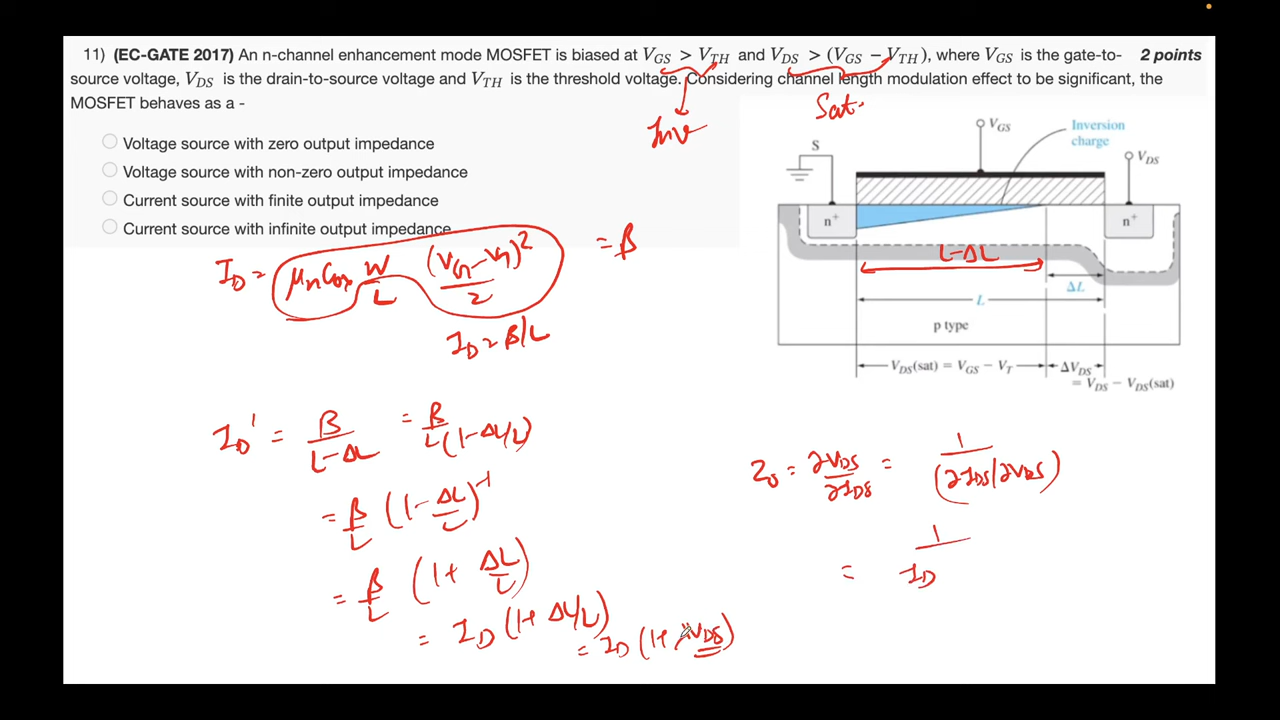 11) (EC-GATE 2017) An n-channel enhancement mode MOSFET is biased at V_GS > V_TH and V_DS > (V_GS − V_TH), where V_GS is the gate-to- 2 points
source voltage, V_DS is the drain-to-source voltage and V_TH is the threshold voltage. Considering channel length modulation effect to be significant, the
MOSFET behaves as a -
Inv
Sat.
Voltage source with zero output impedance
Voltage source with non-zero output impedance
Current source with finite output impedance
Current source with infinite output impedance
V_GS
Inversion
charge
S
V_DS
n+
n+
L-ΔL
ΔL
L
p type
V_DS(sat) = V_GS − V_T
ΔV_DS
= V_DS − V_DS(sat)
I_D = μn Cox W/L (V_GS-V_T)²/2 = β
I_D = β/L
I_D' = β/(L-ΔL) = β/L(1-ΔL/L)
= β/L (1-ΔL/L)^-1
= β/L (1+ ΔL/L)
= I_D (1+ ΔL/L)
= I_D (1+ λV_DS)
Z_0 = ∂V_DS/∂I_DS = 1/(∂I_DS/∂V_DS)
= 1/I_D